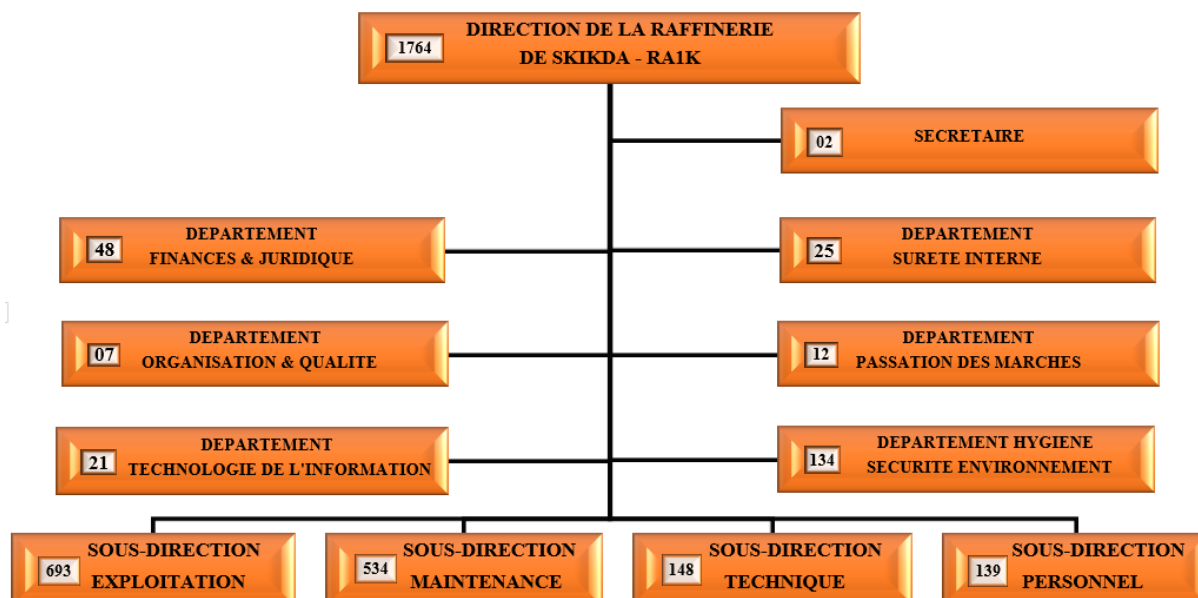 1764
DIRECTION DE LA RAFFINERIE
DE SKIKDA - RA1K
02
SECRETAIRE
48
DEPARTEMENT
FINANCES & JURIDIQUE
25
DEPARTEMENT
SURETE INTERNE
07
DEPARTEMENT
ORGANISATION & QUALITE
12
DEPARTEMENT
PASSATION DES MARCHES
21
DEPARTEMENT
TECHNOLOGIE DE L'INFORMATION
134
DEPARTEMENT HYGIENE
SECURITE ENVIRONNEMENT
693
SOUS-DIRECTION
EXPLOITATION
534
SOUS-DIRECTION
MAINTENANCE
148
SOUS-DIRECTION
TECHNIQUE
139
SOUS-DIRECTION
PERSONNEL